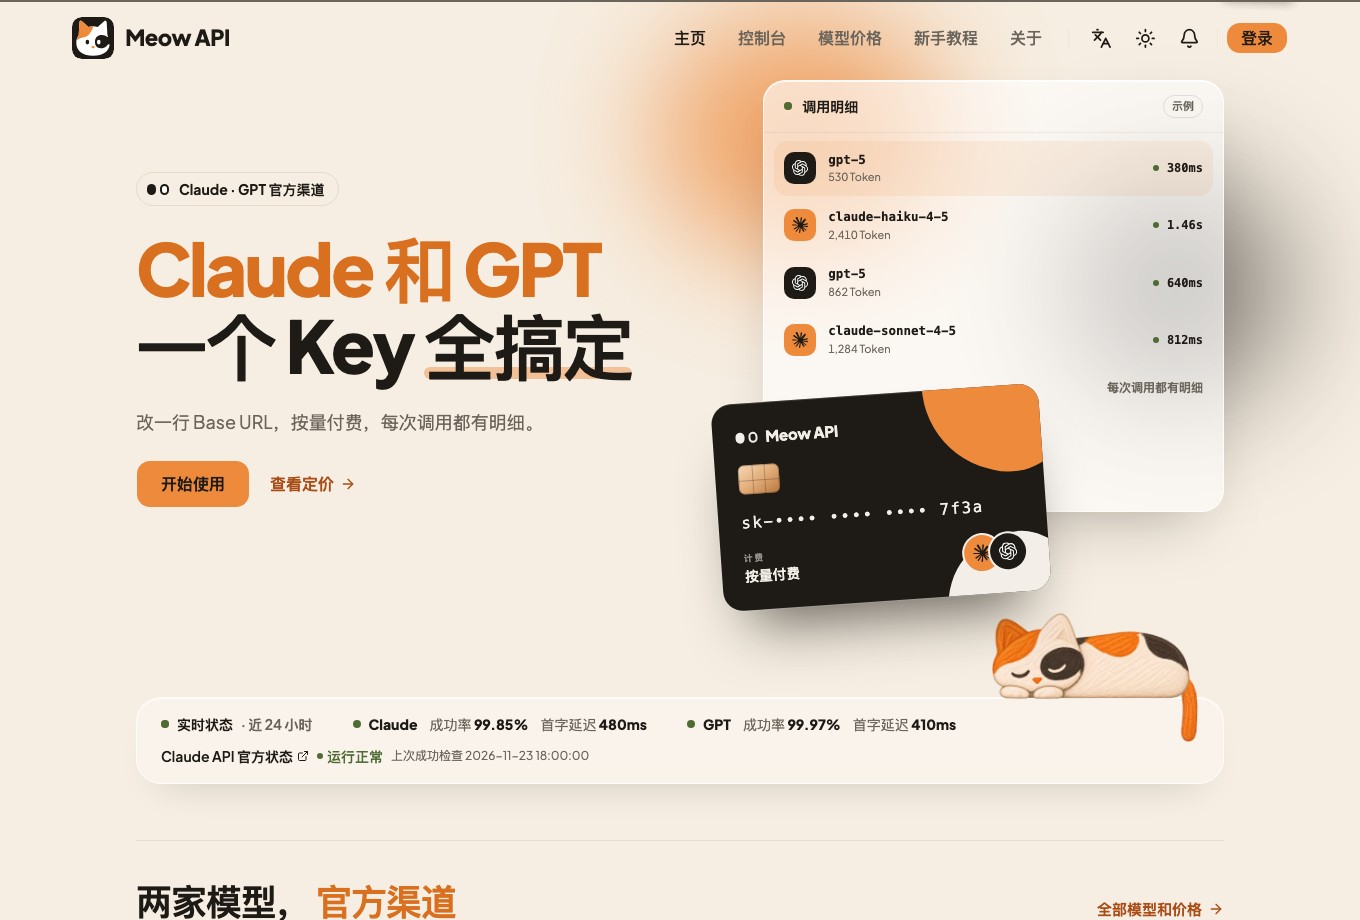 Meow API
主页 控制台 模型价格 新手教程 关于 登录
Claude · GPT 官方渠道
Claude 和 GPT
一个 Key 全搞定
改一行 Base URL，按量付费，每次调用都有明细。
开始使用 查看定价 →
调用明细 示例
gpt-5 380ms
530 Token
claude-haiku-4-5 1.46s
2,410 Token
gpt-5 640ms
862 Token
claude-sonnet-4-5 812ms
1,284 Token
每次调用都有明细
Meow API
sk-•••• •••• •••• 7f3a
计费
按量付费
实时状态 · 近 24 小时 Claude 成功率 99.85% 首字延迟 480ms GPT 成功率 99.97% 首字延迟 410ms
Claude API 官方状态 运行正常 上次成功检查 2026-11-23 18:00:00
两家模型，官方渠道
全部模型和价格 →